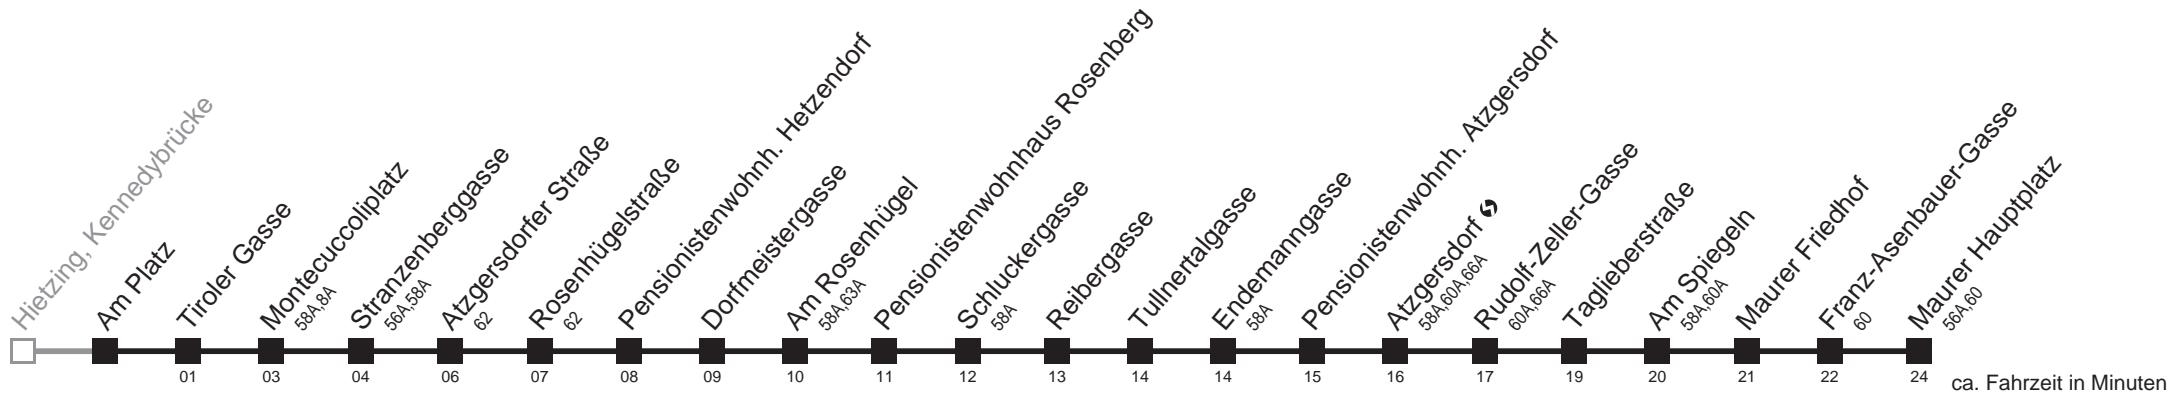 Hietzing, Kennedybrücke
Am Platz
Tiroler Gasse
01
Montecuccoliplatz
58A,8A
03
Stranzenberggasse
56A,58A
04
Atzgersdorfer Straße
62
06
Rosenhügelstraße
62
07
Pensionistenwohnh. Hetzendorf
08
Dorfmeistergasse
09
Am Rosenhügel
58A,63A
10
Pensionistenwohnhaus Rosenberg
11
Schluckergasse
58A
12
Reibergasse
13
Tullnertalgasse
14
Endemanngasse
58A
14
Pensionistenwohnh. Atzgersdorf
15
Atzgersdorf
58A,60A,66A
16
Rudolf-Zeller-Gasse
60A,66A
17
Taglieberstraße
19
Am Spiegeln
58A,60A
20
Maurer Friedhof
21
Franz-Asenbauer-Gasse
60
22
Maurer Hauptplatz
56A,60
24
ca. Fahrzeit in Minuten